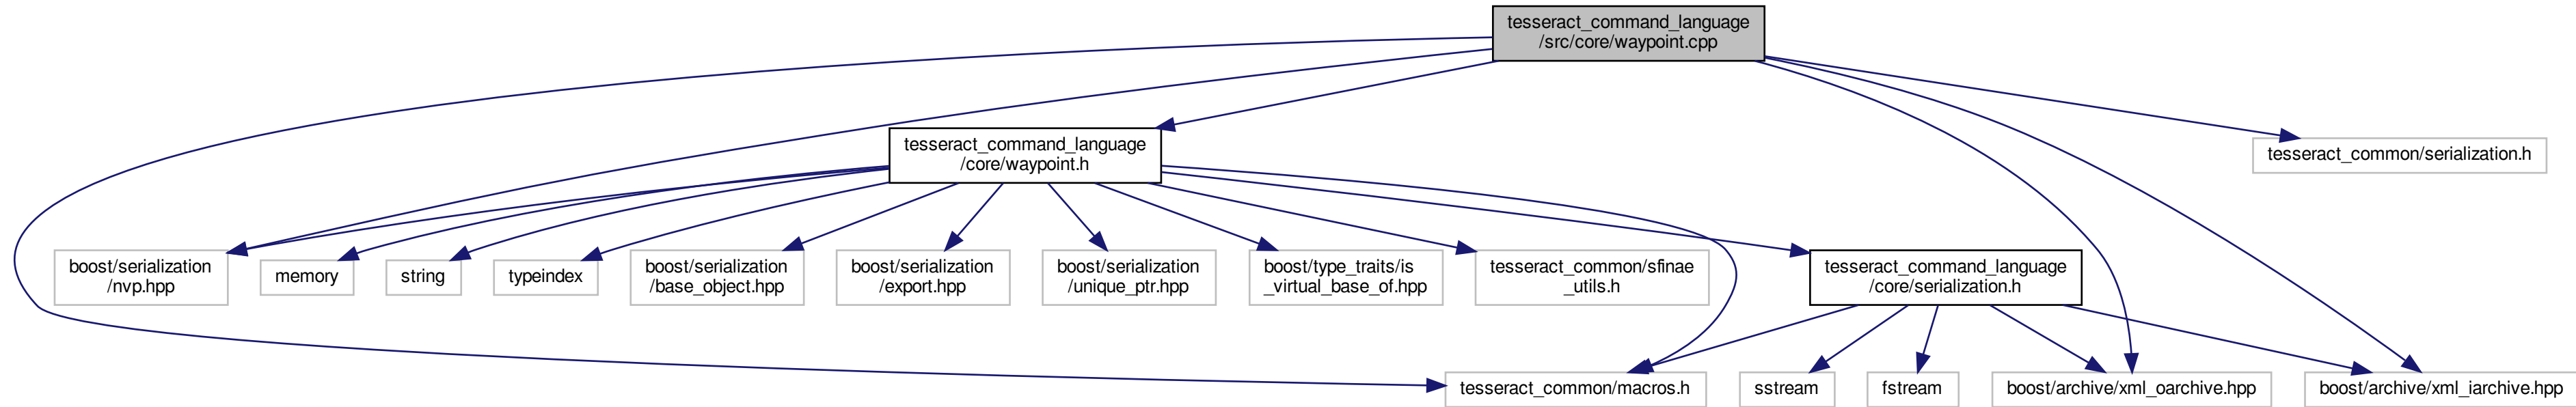 tesseract_command_language
/src/core/waypoint.cpp
tesseract_command_language
/core/waypoint.h
tesseract_common/serialization.h
boost/serialization
/nvp.hpp
memory
string
typeindex
boost/serialization
/base_object.hpp
boost/serialization
/export.hpp
boost/serialization
/unique_ptr.hpp
boost/type_traits/is
_virtual_base_of.hpp
tesseract_common/sfinae
_utils.h
tesseract_command_language
/core/serialization.h
tesseract_common/macros.h
sstream
fstream
boost/archive/xml_oarchive.hpp
boost/archive/xml_iarchive.hpp